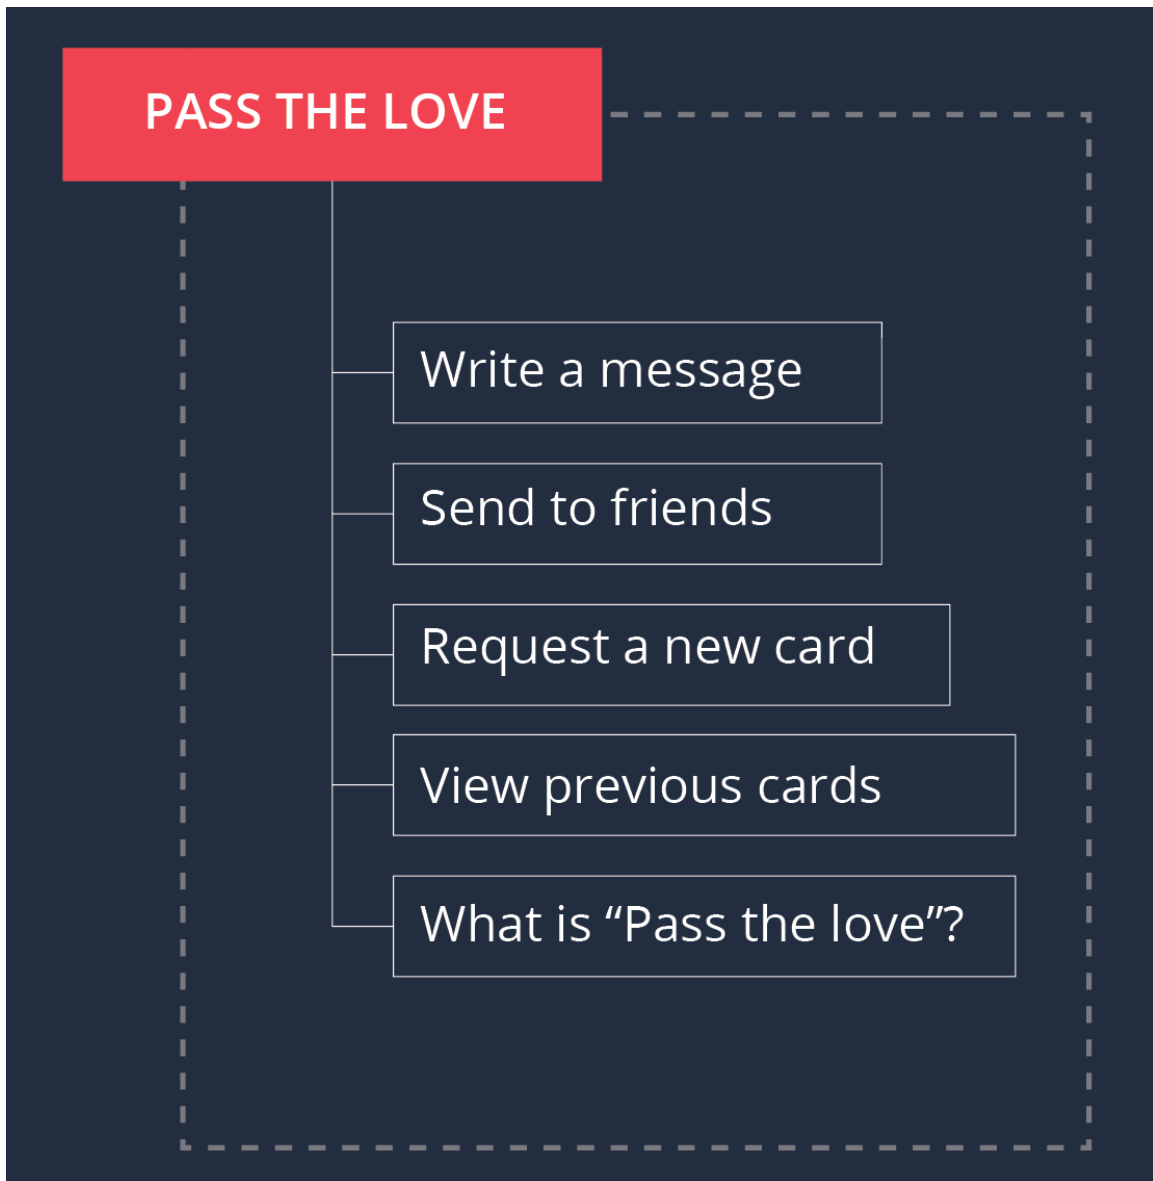 PASS THE LOVE
Write a message
Send to friends
Request a new card
View previous cards
What is “Pass the love”?